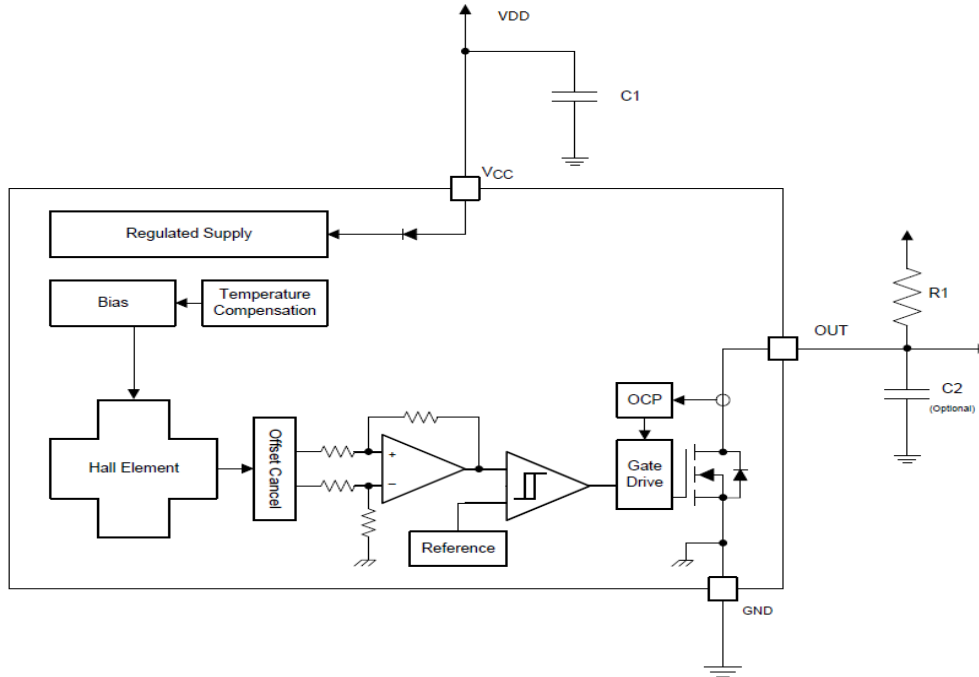 VDD
C1
VCC
Regulated Supply
Bias
Temperature
Compensation
R1
OUT
C2
(Optional)
OCP
Hall Element
Offset Cancel
+
−
Gate
Drive
Reference
GND